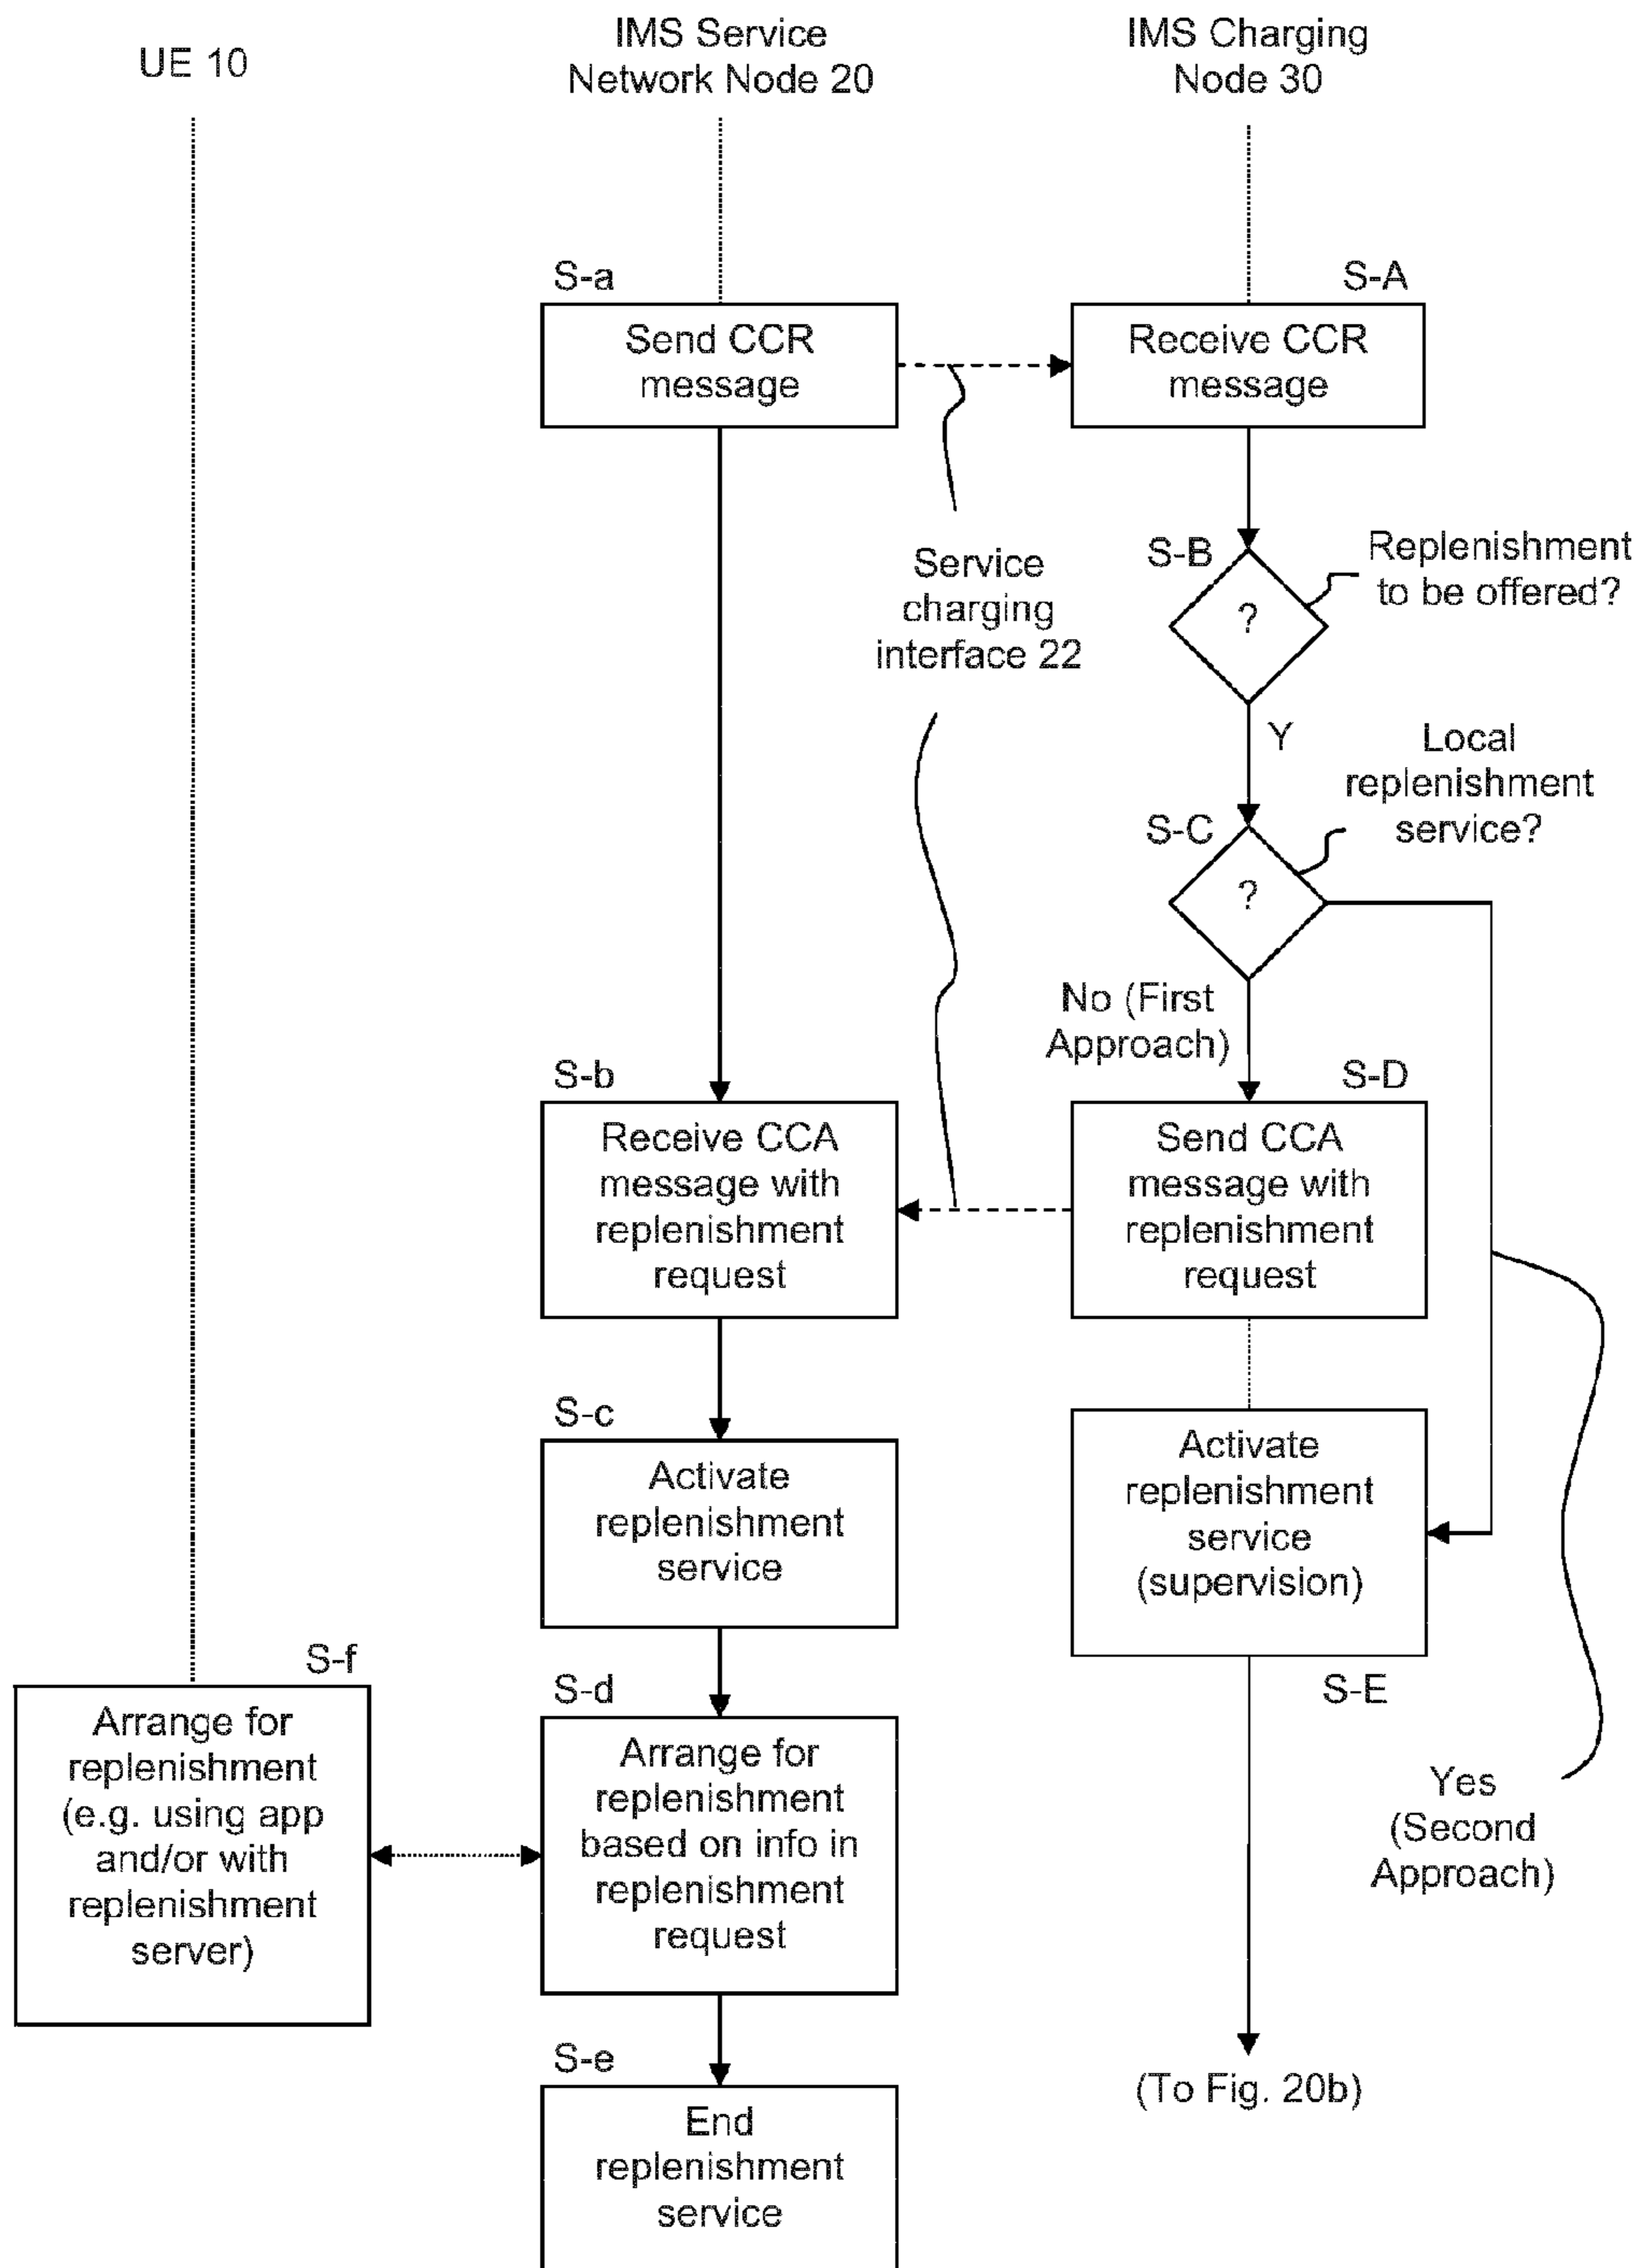 UE 10
IMS Service
Network Node 20
IMS Charging
Node 30
S-a
Send CCR
message
S-A
Receive CCR
message
S-B
?
Replenishment
to be offered?
Service
charging
interface 22
Y
Local
replenishment
service?
S-C
?
No (First
Approach)
S-b
Receive CCA
message with
replenishment
request
S-D
Send CCA
message with
replenishment
request
S-c
Activate
replenishment
service
Activate
replenishment
service
(supervision)
S-E
S-f
Arrange for
replenishment
(e.g. using app
and/or with
replenishment
server)
S-d
Arrange for
replenishment
based on info in
replenishment
request
Yes
(Second
Approach)
S-e
End
replenishment
service
(To Fig. 20b)